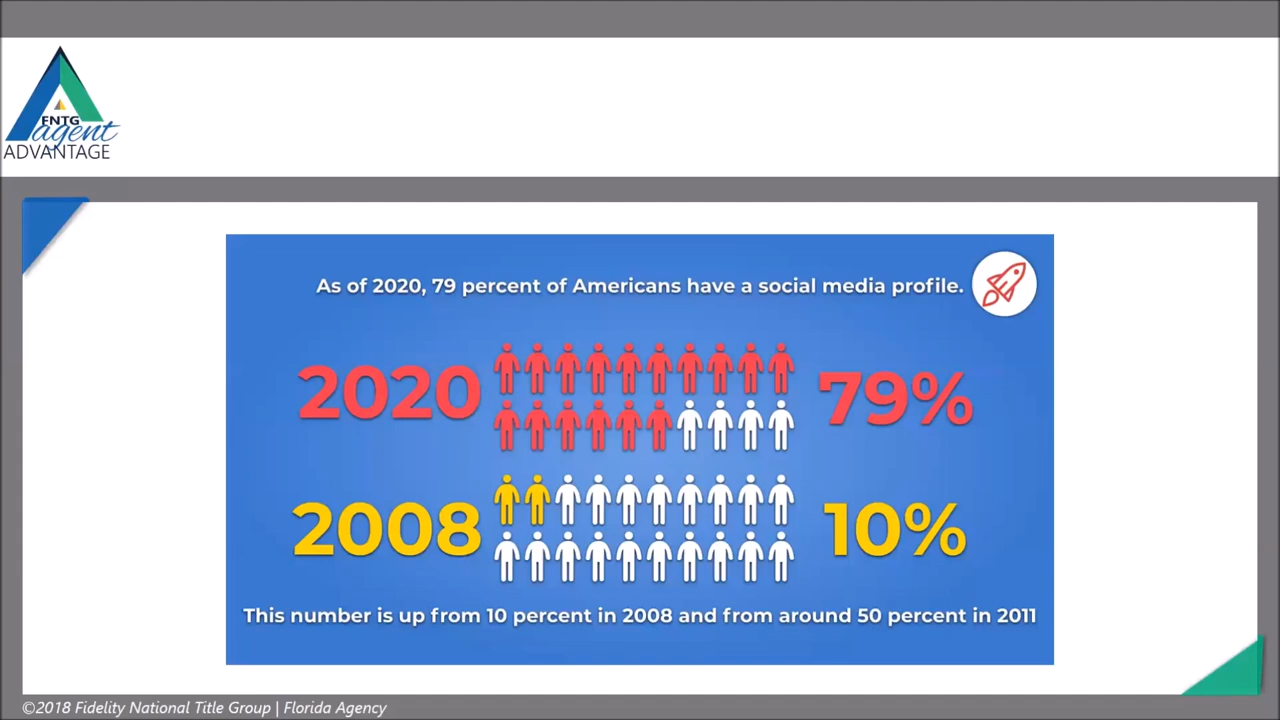 FNTG
agent
ADVANTAGE
As of 2020, 79 percent of Americans have a social media profile.
2020
79%
2008
10%
This number is up from 10 percent in 2008 and from around 50 percent in 2011
©2018 Fidelity National Title Group | Florida Agency